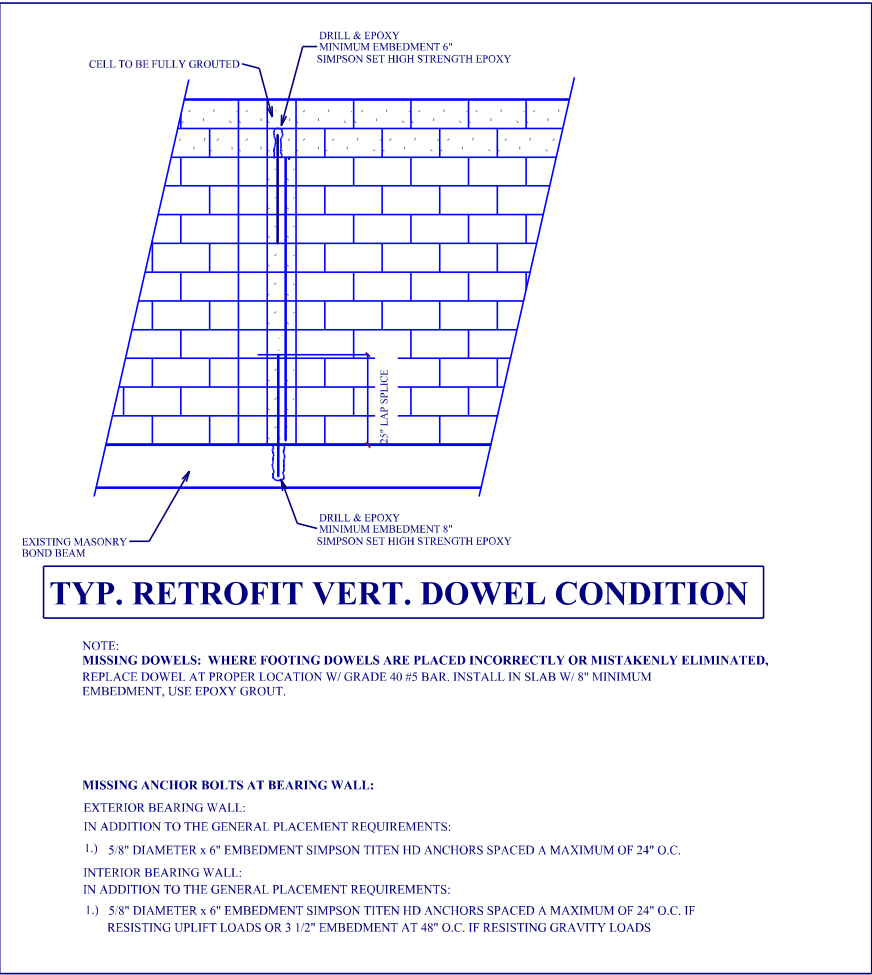 DRILL & EPOXY
MINIMUM EMBEDMENT 6"
SIMPSON SET HIGH STRENGTH EPOXY
CELL TO BE FULLY GROUTED
25" LAP SPLICE
DRILL & EPOXY
MINIMUM EMBEDMENT 8"
SIMPSON SET HIGH STRENGTH EPOXY
EXISTING MASONRY
BOND BEAM
TYP. RETROFIT VERT. DOWEL CONDITION
NOTE:
MISSING DOWELS: WHERE FOOTING DOWELS ARE PLACED INCORRECTLY OR MISTAKENLY ELIMINATED,
REPLACE DOWEL AT PROPER LOCATION W/ GRADE 40 #5 BAR. INSTALL IN SLAB W/ 8" MINIMUM
EMBEDMENT, USE EPOXY GROUT.
MISSING ANCHOR BOLTS AT BEARING WALL:
EXTERIOR BEARING WALL:
IN ADDITION TO THE GENERAL PLACEMENT REQUIREMENTS:
1.) 5/8" DIAMETER x 6" EMBEDMENT SIMPSON TITEN HD ANCHORS SPACED A MAXIMUM OF 24" O.C.
INTERIOR BEARING WALL:
IN ADDITION TO THE GENERAL PLACEMENT REQUIREMENTS:
1.) 5/8" DIAMETER x 6" EMBEDMENT SIMPSON TITEN HD ANCHORS SPACED A MAXIMUM OF 24" O.C. IF
RESISTING UPLIFT LOADS OR 3 1/2" EMBEDMENT AT 48" O.C. IF RESISTING GRAVITY LOADS